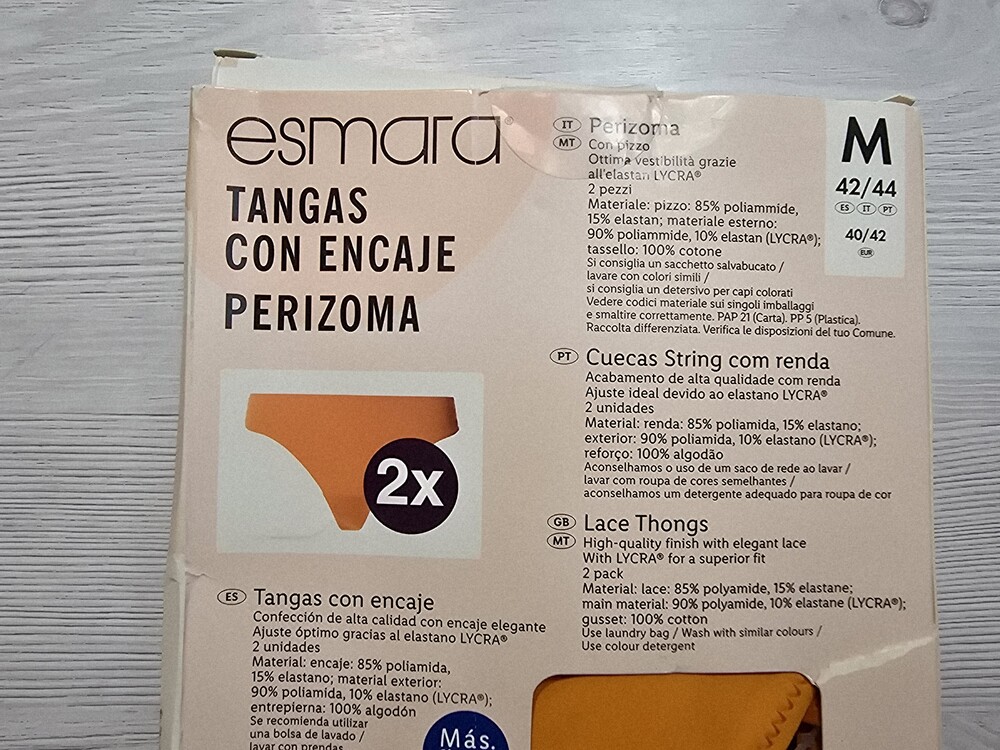 esmara®
TANGAS
CON ENCAJE
PERIZOMA
2x
ES Tangas con encaje
Confección de alta calidad con encaje elegante
Ajuste óptimo gracias al elastano LYCRA®
2 unidades
Material: encaje: 85% poliamida,
15% elastano; material exterior:
90% poliamida, 10% elastano (LYCRA®);
entrepierna: 100% algodón
Se recomienda utilizar
una bolsa de lavado /
lavar con prendas
Más.
IT MT Perizoma
Con pizzo
Ottima vestibilità grazie
all'elastan LYCRA®
2 pezzi
Materiale: pizzo: 85% poliammide,
15% elastan; materiale esterno:
90% poliammide, 10% elastan (LYCRA®);
tassello: 100% cotone
Si consiglia un sacchetto salvabucato /
lavare con colori simili /
si consiglia un detersivo per capi colorati
Vedere codici materiale sui singoli imballaggi
e smaltire correttamente. PAP 21 (Carta). PP 5 (Plastica).
Raccolta differenziata. Verifica le disposizioni del tuo Comune.
PT Cuecas String com renda
Acabamento de alta qualidade com renda
Ajuste ideal devido ao elastano LYCRA®
2 unidades
Material: renda: 85% poliamida, 15% elastano;
exterior: 90% poliamida, 10% elastano (LYCRA®);
reforço: 100% algodão
Aconselhamos o uso de um saco de rede ao lavar /
lavar com roupa de cores semelhantes /
aconselhamos um detergente adequado para roupa de cor
GB MT Lace Thongs
High-quality finish with elegant lace
With LYCRA® for a superior fit
2 pack
Material: lace: 85% polyamide, 15% elastane;
main material: 90% polyamide, 10% elastane (LYCRA®);
gusset: 100% cotton
Use laundry bag / Wash with similar colours /
Use colour detergent
M
42/44
ES IT PT
40/42
EUR